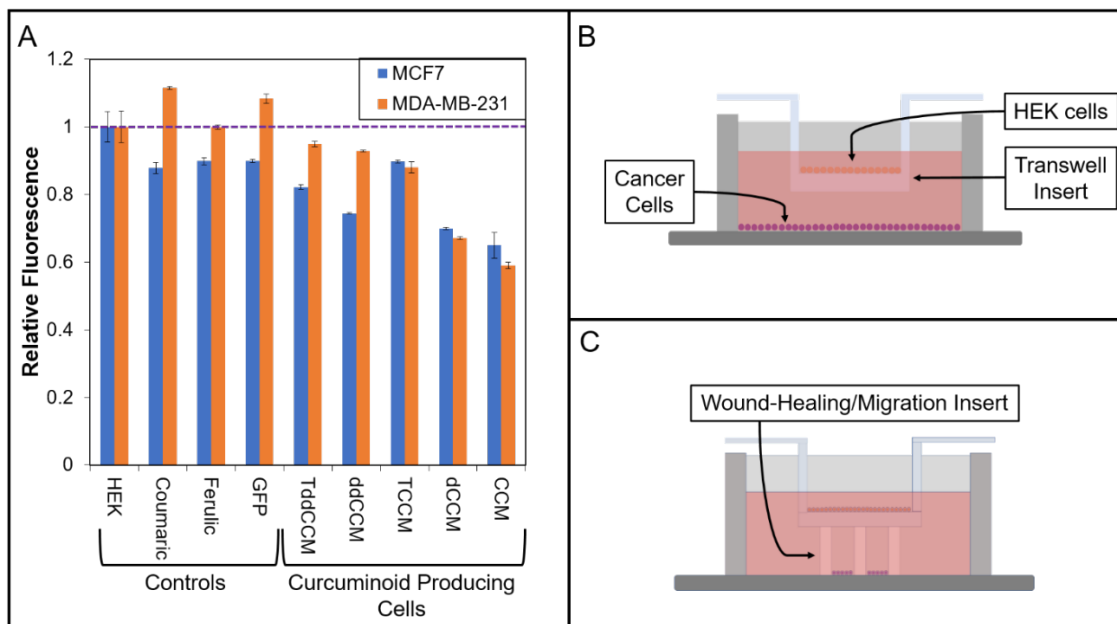 A
1.2
1
0.8
0.6
0.4
0.2
0
Relative Fluorescence
MCF7
MDA-MB-231
HEK
Coumaric
Ferulic
GFP
TddCCM
ddCCM
TCCM
dCCM
CCM
Controls
Curcuminoid Producing
Cells
B
HEK cells
Cancer
Cells
Transwell
Insert
C
Wound-Healing/Migration Insert